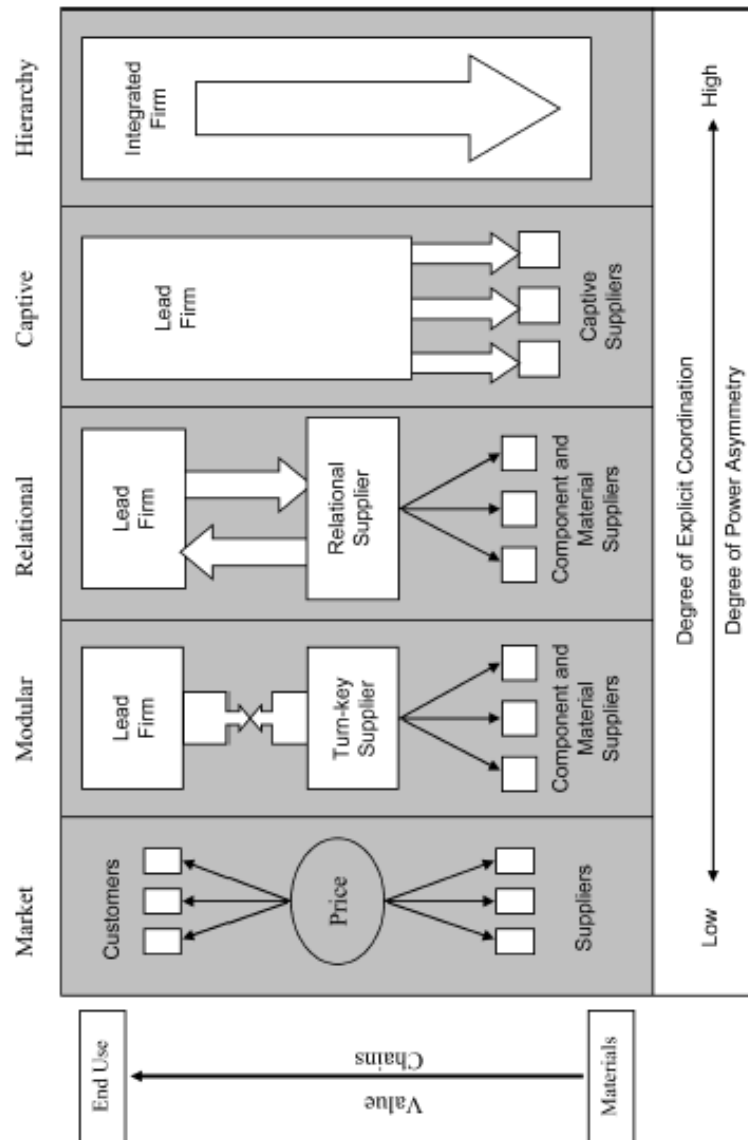 Market
Modular
Relational
Captive
Hierarchy
End Use
Value
Chains
Materials
Customers
Price
Suppliers
Lead
Firm
Turn-key
Supplier
Component and
Material
Suppliers
Lead
Firm
Relational
Supplier
Component and
Material
Suppliers
Lead
Firm
Captive
Suppliers
Integrated
Firm
Low
Degree of Explicit Coordination
Degree of Power Asymmetry
High